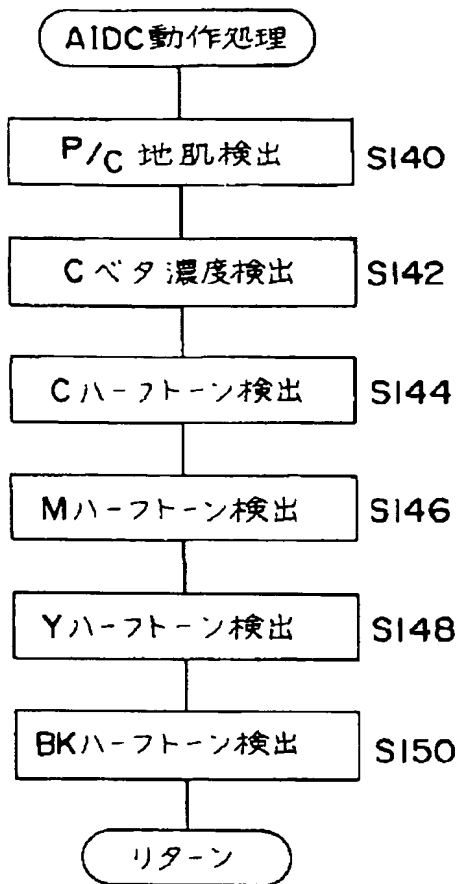 AIDC動作処理
P/C 地肌検出 S140
Cベタ濃度検出 S142
Cハーフトーン検出 S144
Mハーフトーン検出 S146
Yハーフトーン検出 S148
BKハーフトーン検出 S150
リターン